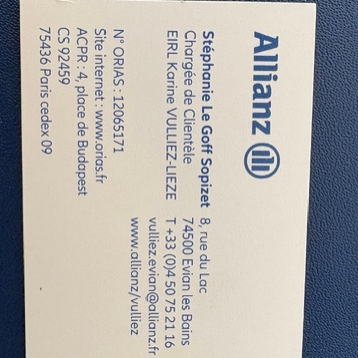 Allianz
Stéphanie Le Goff Sopizet
Chargée de Clientèle
EIRL Karine VULLIEZ-LIEZE
8, rue du Lac
74500 Evian les Bains
T +33 (0)4 50 75 21 16
vulliez.evian@allianz.fr
www.allianz/vulliez
N° ORIAS : 12065171
Site internet : www.orias.fr
ACPR : 4, place de Budapest
CS 92459
75436 Paris cedex 09